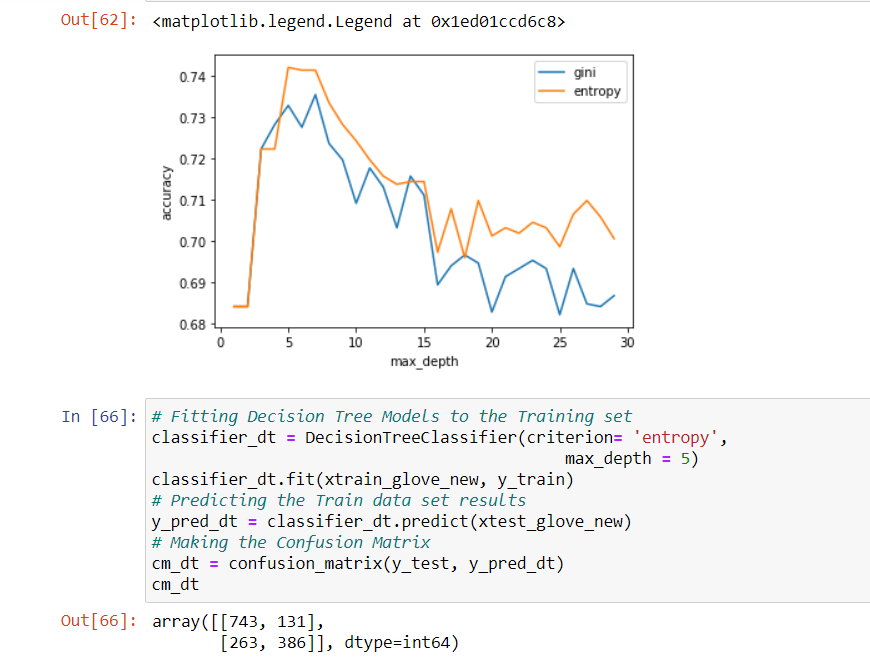 Out[62]: <matplotlib.legend.Legend at 0x1ed01ccd6c8>
gini
entropy
0.74
0.73
0.72
0.71
0.70
0.69
0.68
accuracy
0 5 10 15 20 25 30
max_depth
In [66]: # Fitting Decision Tree Models to the Training set
classifier_dt = DecisionTreeClassifier(criterion= 'entropy',
max_depth = 5)
classifier_dt.fit(xtrain_glove_new, y_train)
# Predicting the Train data set results
y_pred_dt = classifier_dt.predict(xtest_glove_new)
# Making the Confusion Matrix
cm_dt = confusion_matrix(y_test, y_pred_dt)
cm_dt
Out[66]: array([[743, 131],
[263, 386]], dtype=int64)